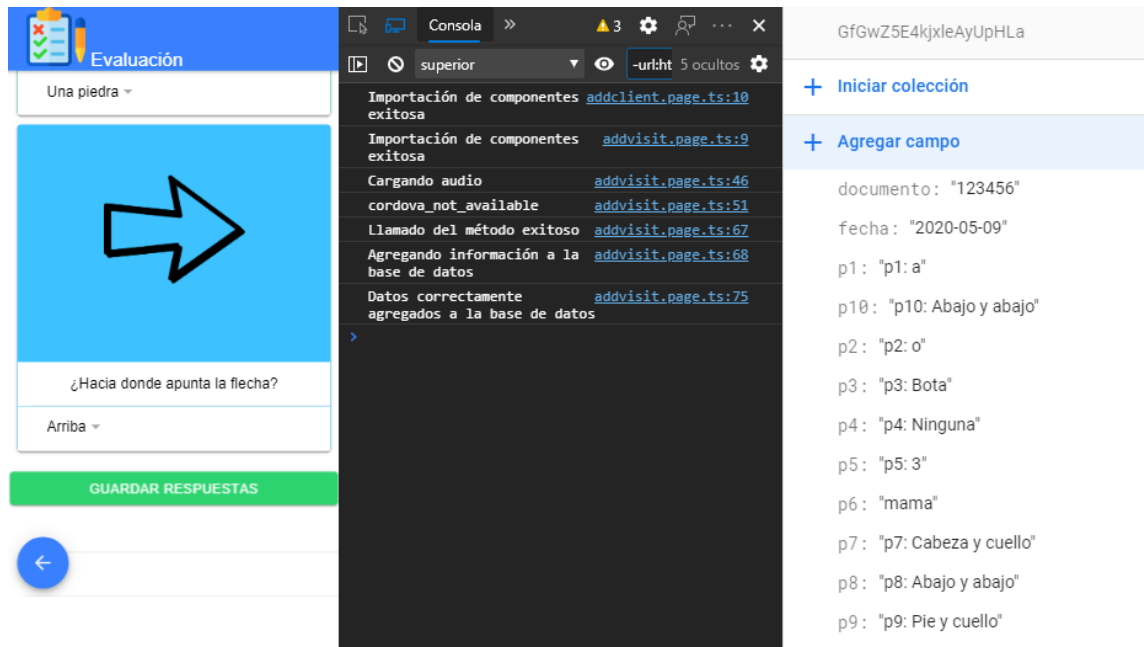 Evaluación
Una piedra
¿Hacia donde apunta la flecha?
Arriba
GUARDAR RESPUESTAS
Consola
3
superior
-url:ht 5 ocultos
Importación de componentes addclient.page.ts:10
exitosa
Importación de componentes addvisit.page.ts:9
exitosa
Cargando audio addvisit.page.ts:46
cordova_not_available addvisit.page.ts:51
Llamado del método exitoso addvisit.page.ts:67
Agregando información a la addvisit.page.ts:68
base de datos
Datos correctamente addvisit.page.ts:75
agregados a la base de datos
GfGwZ5E4kjxleAyUpHLa
+ Iniciar colección
+ Agregar campo
documento: "123456"
fecha: "2020-05-09"
p1: "p1: a"
p10: "p10: Abajo y abajo"
p2: "p2: o"
p3: "p3: Bota"
p4: "p4: Ninguna"
p5: "p5: 3"
p6: "mama"
p7: "p7: Cabeza y cuello"
p8: "p8: Abajo y abajo"
p9: "p9: Pie y cuello"